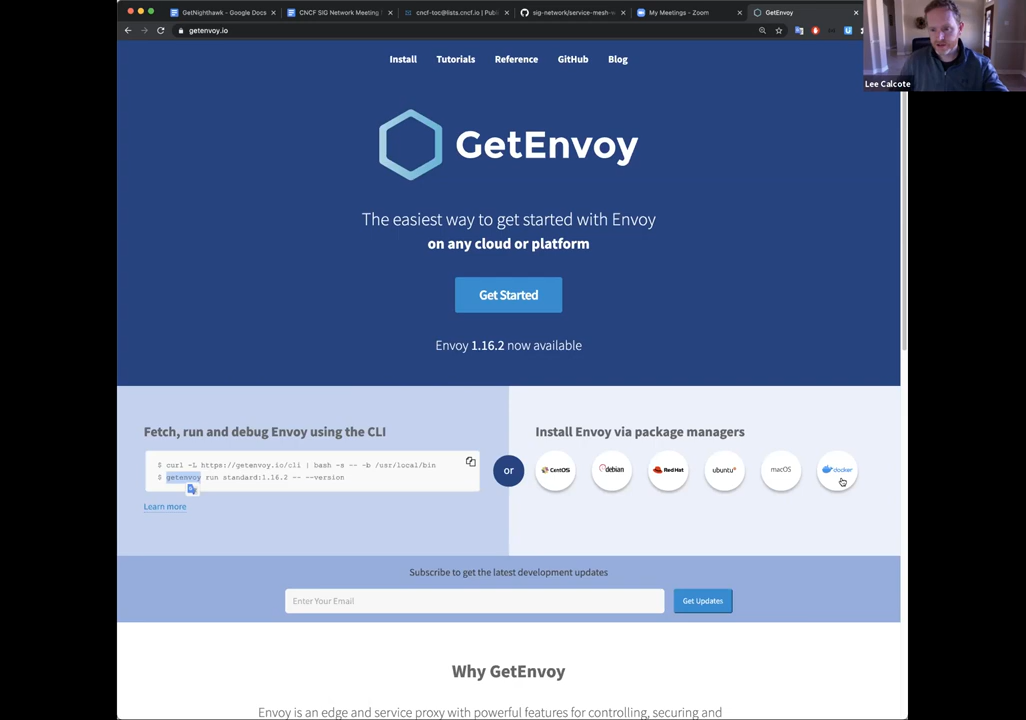 GetNighthawk - Google Docs
CNCF SIG Network Meeting
cncf-toc@lists.cncf.io | Publ
sig-network/service-mesh-w
My Meetings - Zoom
GetEnvoy
getenvoy.io
Lee Calcote
Install Tutorials Reference GitHub Blog
GetEnvoy
The easiest way to get started with Envoy
on any cloud or platform
Get Started
Envoy 1.16.2 now available
Fetch, run and debug Envoy using the CLI
$ curl -L https://getenvoy.io/cli | bash -s -- -b /usr/local/bin
$ getenvoy run standard:1.16.2 -- --version
Learn more
or
Install Envoy via package managers
CentOS debian Red Hat ubuntu macOS docker
Subscribe to get the latest development updates
Enter Your Email
Get Updates
Why GetEnvoy
Envoy is an edge and service proxy with powerful features for controlling, securing and